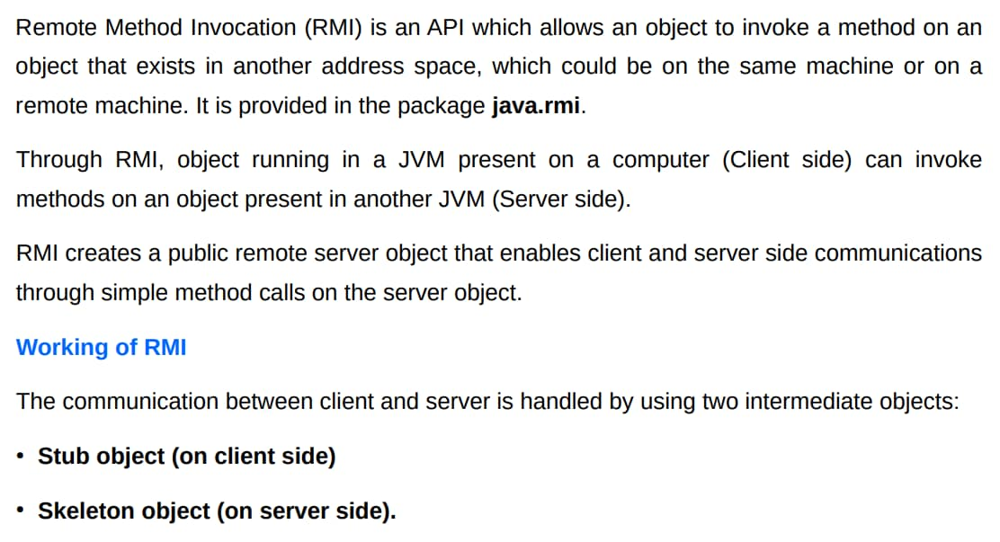 Remote Method Invocation (RMI) is an API which allows an object to invoke a method on an
object that exists in another address space, which could be on the same machine or on a
remote machine. It is provided in the package java.rmi.
Through RMI, object running in a JVM present on a computer (Client side) can invoke
methods on an object present in another JVM (Server side).
RMI creates a public remote server object that enables client and server side communications
through simple method calls on the server object.
Working of RMI
The communication between client and server is handled by using two intermediate objects:
• Stub object (on client side)
• Skeleton object (on server side).